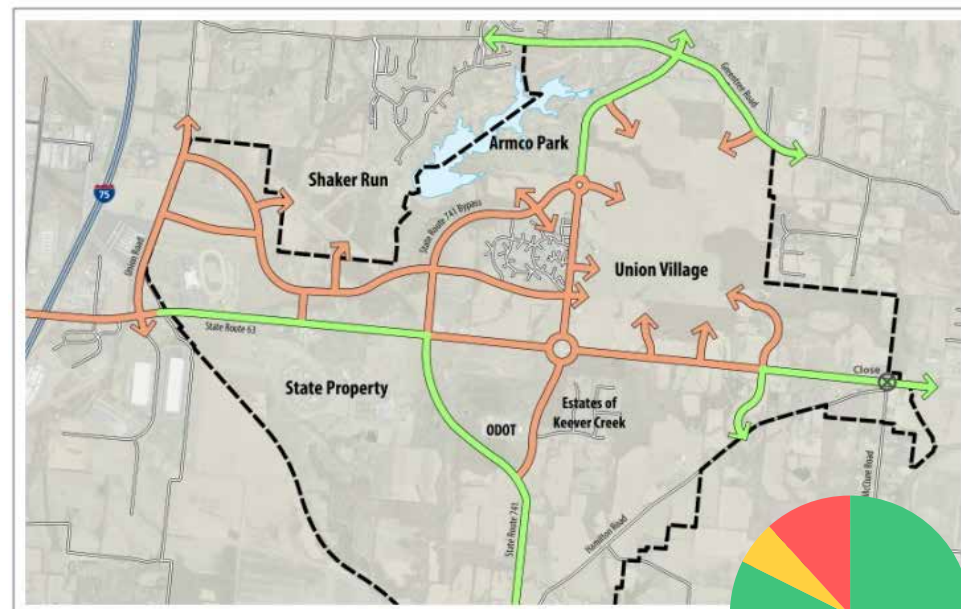 75
Shaker Run
Armco Park
Greentree Road
State Route 741 Bypass
Union Road
Union Village
State Route 63
State Property
Close
Estates of
Keever Creek
ODOT
State Route 741
Hamilton Road
McClure Road